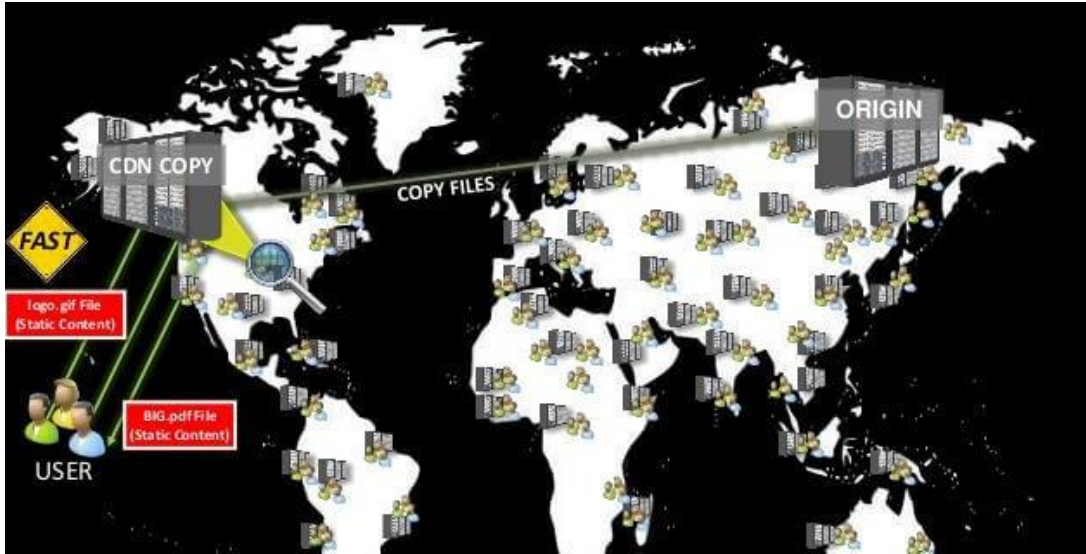 ORIGIN
CDN COPY
COPY FILES
FAST
logo.gif File
(Static Content)
BIG.pdf File
(Static Content)
USER